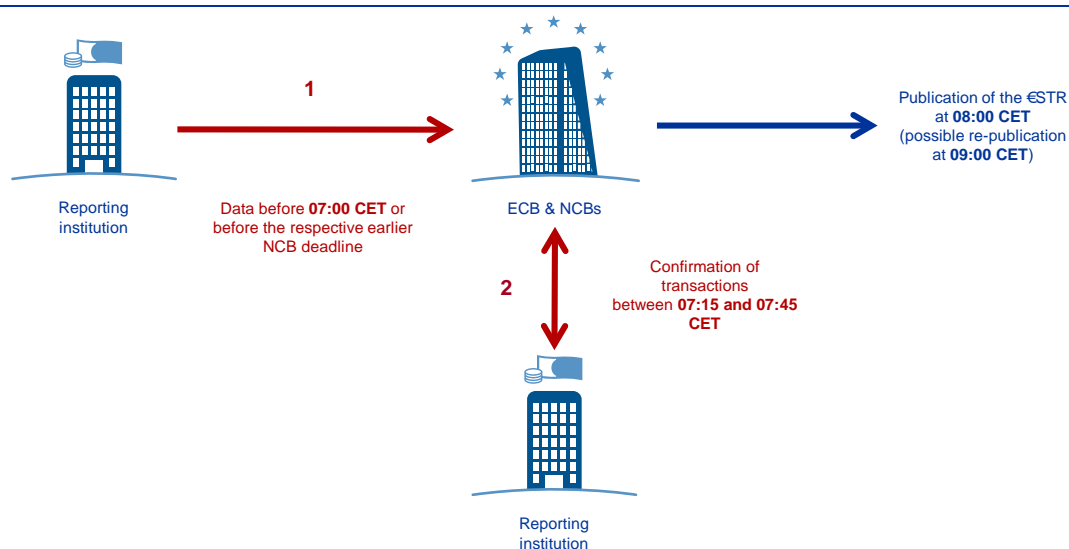 1
Publication of the €STR
at 08:00 CET
(possible re-publication
at 09:00 CET)
Reporting
institution
Data before 07:00 CET or
before the respective earlier
NCB deadline
ECB & NCBs
2
Confirmation of
transactions
between 07:15 and 07:45
CET
Reporting
institution